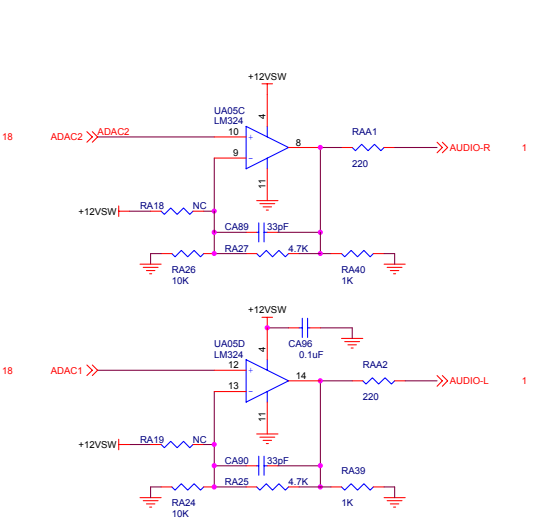 +12VSW
UA05C
LM324
4
18
ADAC2
ADAC2
10
+
8
RAA1
AUDIO-R
1
9
-
220
11
+12VSW
RA18
NC
CA89
33pF
RA27
4.7K
RA26
10K
RA40
1K
+12VSW
UA05D
LM324
4
CA96
0.1uF
18
ADAC1
12
+
14
RAA2
AUDIO-L
1
13
-
220
11
+12VSW
RA19
NC
CA90
33pF
RA25
4.7K
RA39
RA24
10K
1K